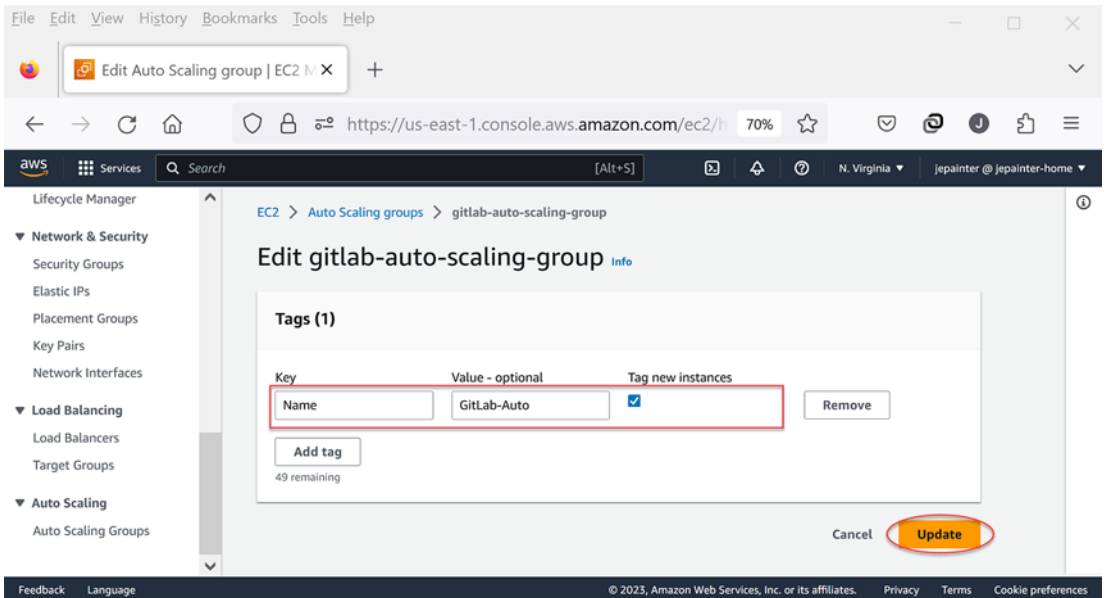 File Edit View History Bookmarks Tools Help
Edit Auto Scaling group | EC2 M
https://us-east-1.console.aws.amazon.com/ec2/h 70%
aws Services Search [Alt+S] N. Virginia jepainter @ jepainter-home
Lifecycle Manager
Network & Security
Security Groups
Elastic IPs
Placement Groups
Key Pairs
Network Interfaces
Load Balancing
Load Balancers
Target Groups
Auto Scaling
Auto Scaling Groups
EC2 > Auto Scaling groups > gitlab-auto-scaling-group
Edit gitlab-auto-scaling-group Info
Tags (1)
Key Value - optional Tag new instances
Name GitLab-Auto Remove
Add tag
49 remaining
Cancel Update
Feedback Language © 2023, Amazon Web Services, Inc. or its affiliates. Privacy Terms Cookie preferences